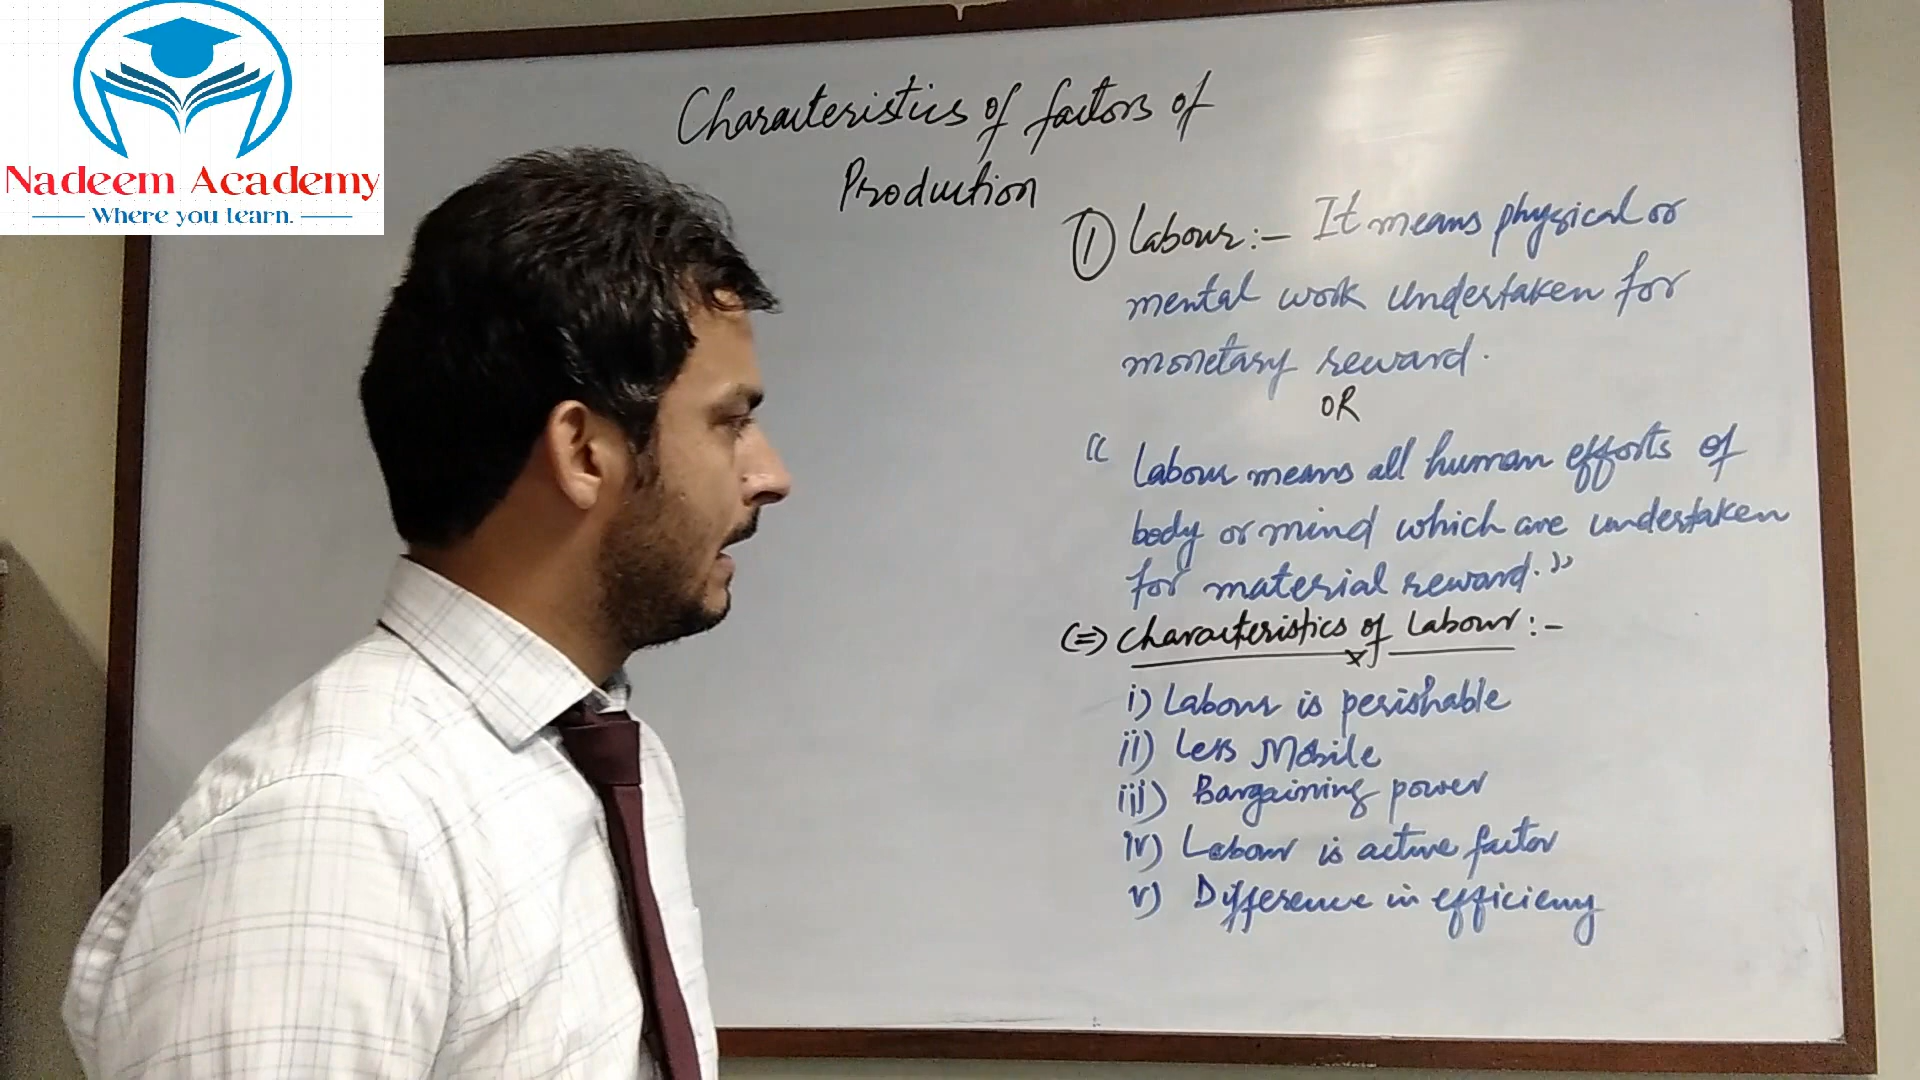 Nadeem Academy
Where you learn.
Characteristics of factors of
Production
1 Labour:- It means physical or
mental work undertaken for
monetary reward.
OR
"Labour means all human efforts of
body or mind which are undertaken
for material reward."
(=) Characteristics of Labour:-
i) Labour is perishable
ii) Less Mobile
iii) Bargaining power
iv) Labour is active factor
v) Difference in efficiency